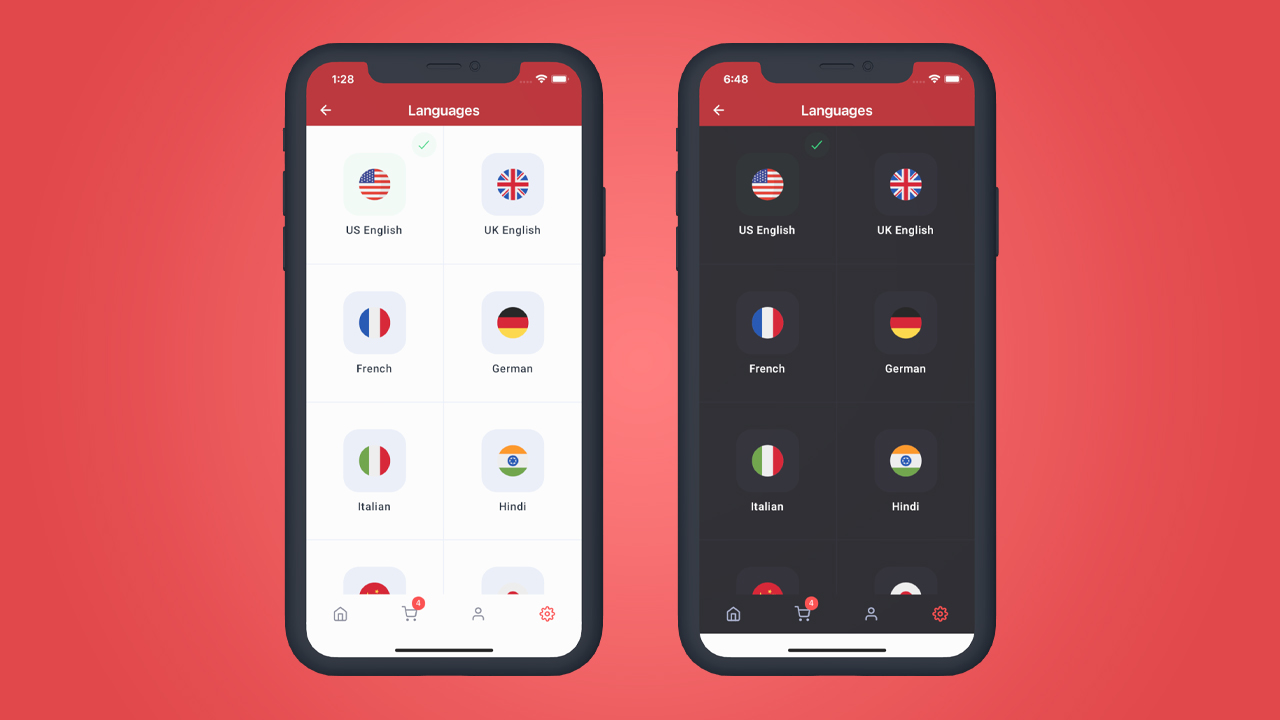 1:28
Languages
US English
UK English
French
German
Italian
Hindi
4
6:48
Languages
US English
UK English
French
German
Italian
Hindi
4